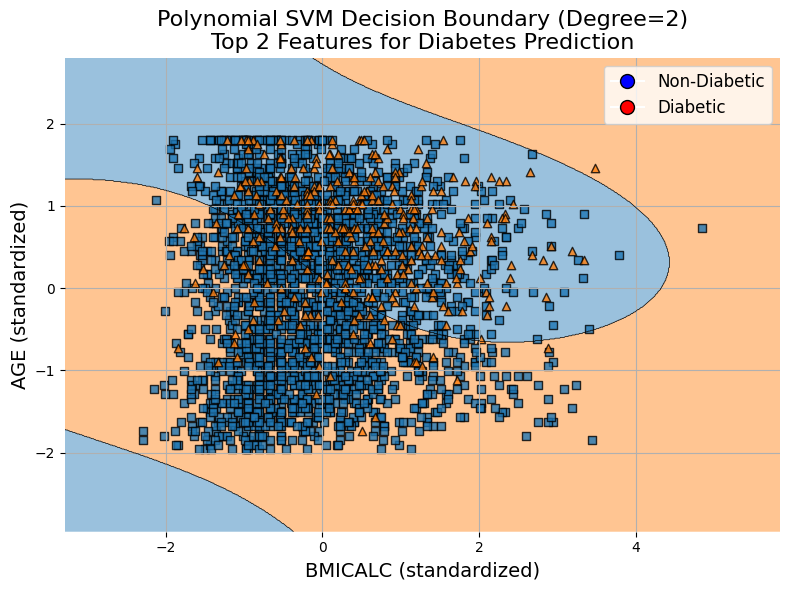 Polynomial SVM Decision Boundary (Degree=2)
Top 2 Features for Diabetes Prediction
Non-Diabetic
Diabetic
AGE (standardized)
2
1
0
−1
−2
−2
0
2
4
BMICALC (standardized)